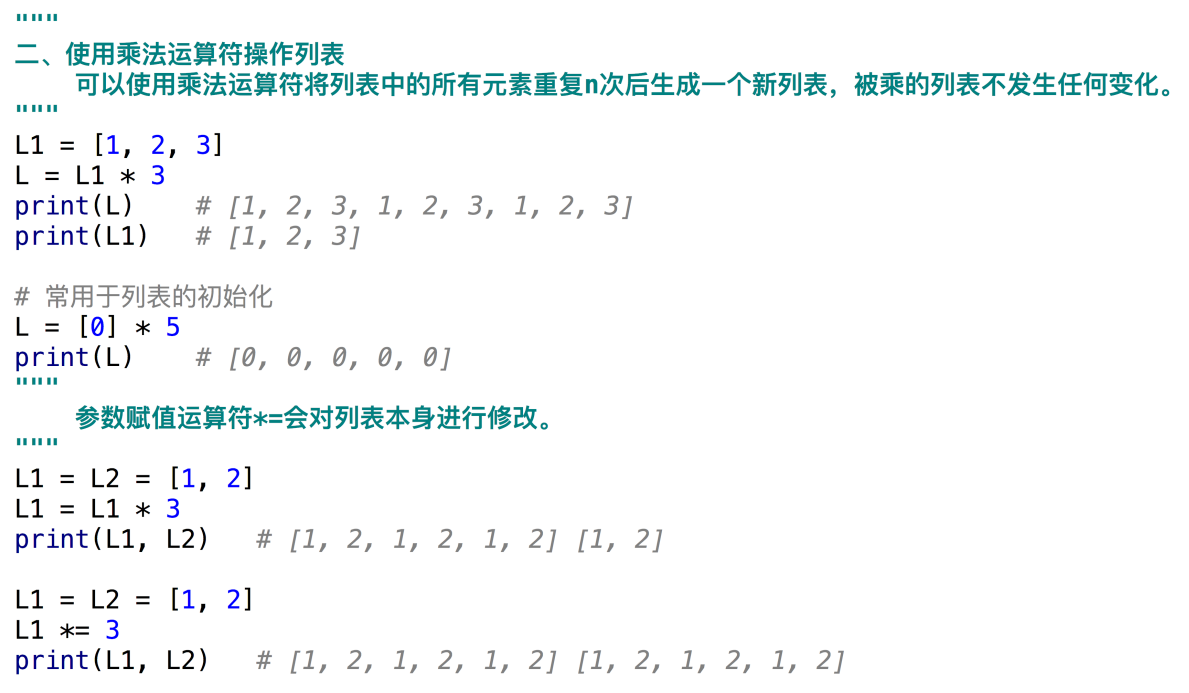 """
二、使用乘法运算符操作列表
    可以使用乘法运算符将列表中的所有元素重复n次后生成一个新列表，被乘的列表不发生任何变化。
"""
L1 = [1, 2, 3]
L = L1 * 3
print(L)    # [1, 2, 3, 1, 2, 3, 1, 2, 3]
print(L1)   # [1, 2, 3]

# 常用于列表的初始化
L = [0] * 5
print(L)    # [0, 0, 0, 0, 0]
"""
    参数赋值运算符*=会对列表本身进行修改。
"""
L1 = L2 = [1, 2]
L1 = L1 * 3
print(L1, L2)   # [1, 2, 1, 2, 1, 2] [1, 2]

L1 = L2 = [1, 2]
L1 *= 3
print(L1, L2)   # [1, 2, 1, 2, 1, 2] [1, 2, 1, 2, 1, 2]